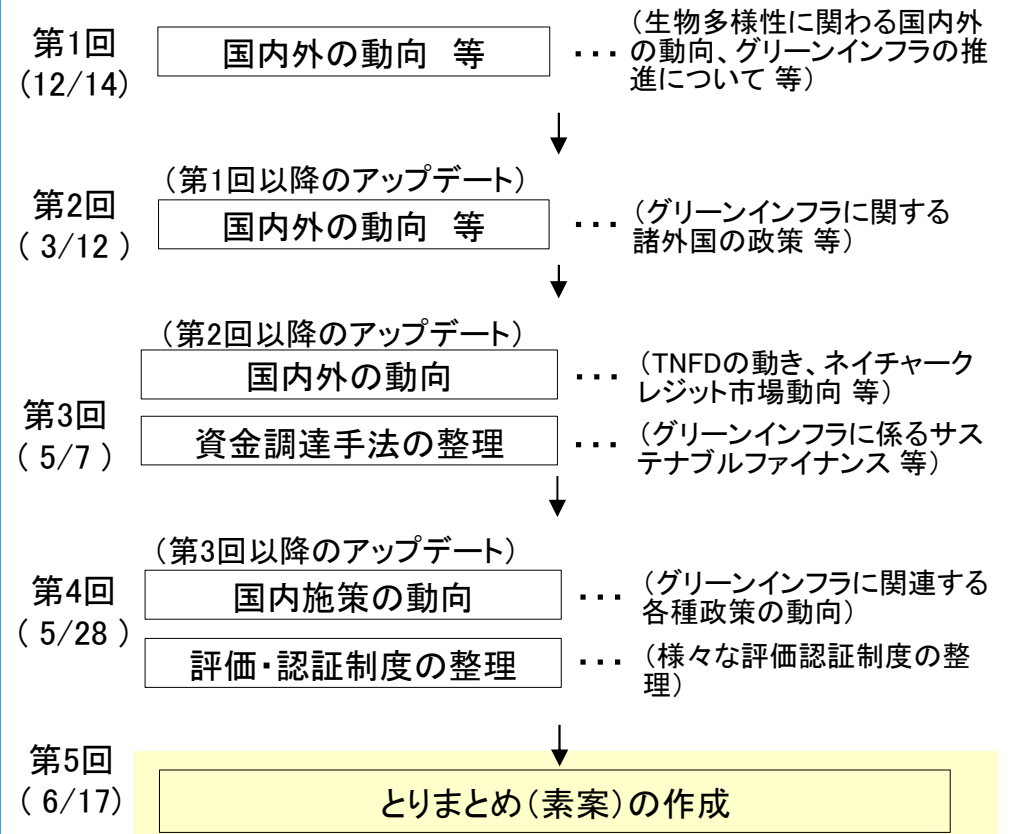 第1回
(12/14)
国内外の動向 等
・・・
(生物多様性に関わる国内外
の動向、グリーンインフラの推
進について 等)
第2回
( 3/12 )
(第1回以降のアップデート)
国内外の動向 等
・・・
(グリーンインフラに関する
諸外国の政策 等)
第3回
( 5/7 )
(第2回以降のアップデート)
国内外の動向
・・・
(TNFDの動き、ネイチャーク
レジット市場動向 等)
資金調達手法の整理
・・・
(グリーンインフラに係るサス
テナブルファイナンス 等)
第4回
( 5/28 )
(第3回以降のアップデート)
国内施策の動向
・・・
(グリーンインフラに関連する
各種政策の動向)
評価・認証制度の整理
・・・
(様々な評価認証制度の整
理)
第5回
( 6/17)
とりまとめ(素案)の作成